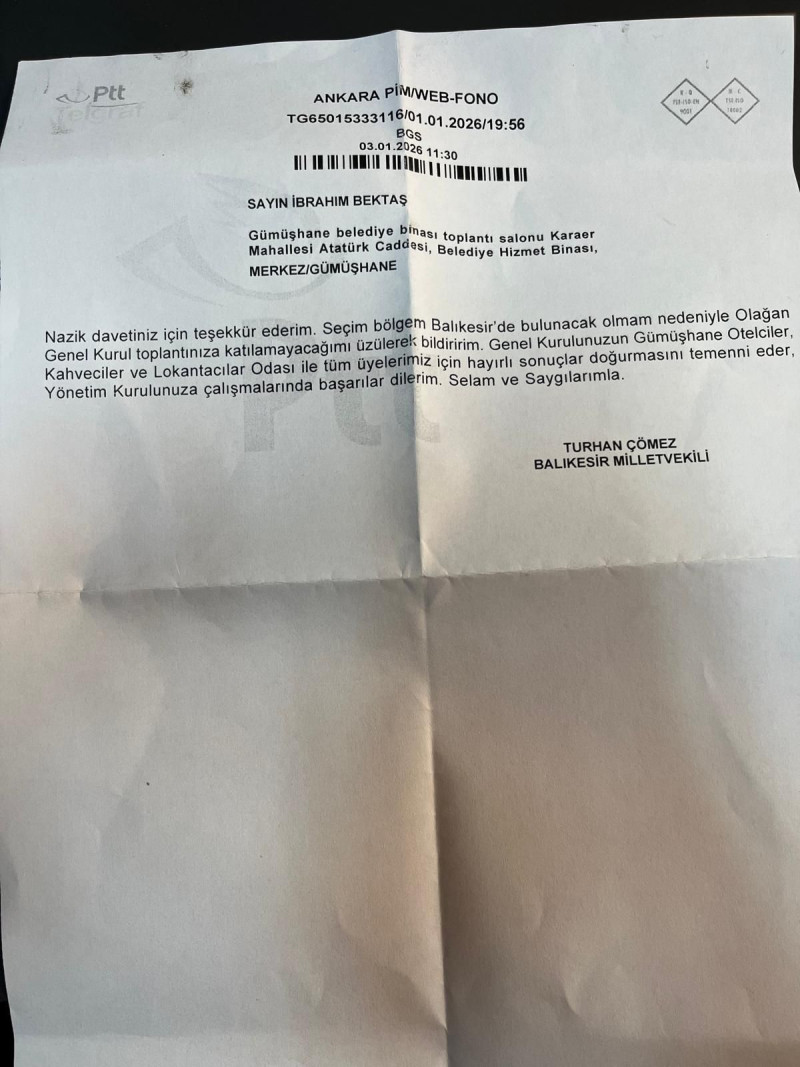 Ptt
Telgraf
ANKARA PİM/WEB-FONO
TG65015333116/01.01.2026/19:56
BGS
03.01.2026 11:30
SAYIN İBRAHIM BEKTAŞ
Gümüşhane belediye binası toplantı salonu Karaer
Mahallesi Atatürk Caddesi, Belediye Hizmet Binası,
MERKEZ/GÜMÜŞHANE
Nazik davetiniz için teşekkür ederim. Seçim bölgem Balıkesir'de bulunacak olmam nedeniyle Olağan
Genel Kurul toplantınıza katılamayacağımı üzülerek bildiririm. Genel Kurulunuzun Gümüşhane Otelciler,
Kahveciler ve Lokantacılar Odası ile tüm üyelerimiz için hayırlı sonuçlar doğurmasını temenni eder,
Yönetim Kurulunuza çalışmalarında başarılar dilerim. Selam ve Saygılarımla.
Ptt
TURHAN ÇÖMEZ
BALIKESİR MİLLETVEKİLİ